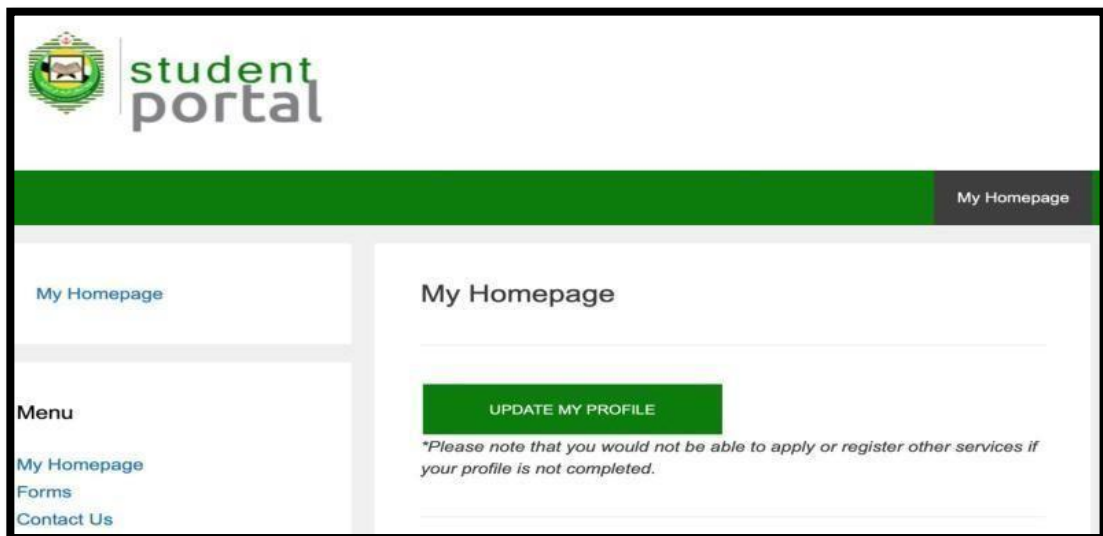 student
portal
My Homepage
My Homepage
My Homepage
UPDATE MY PROFILE
*Please note that you would not be able to apply or register other services if
your profile is not completed.
Menu
My Homepage
Forms
Contact Us